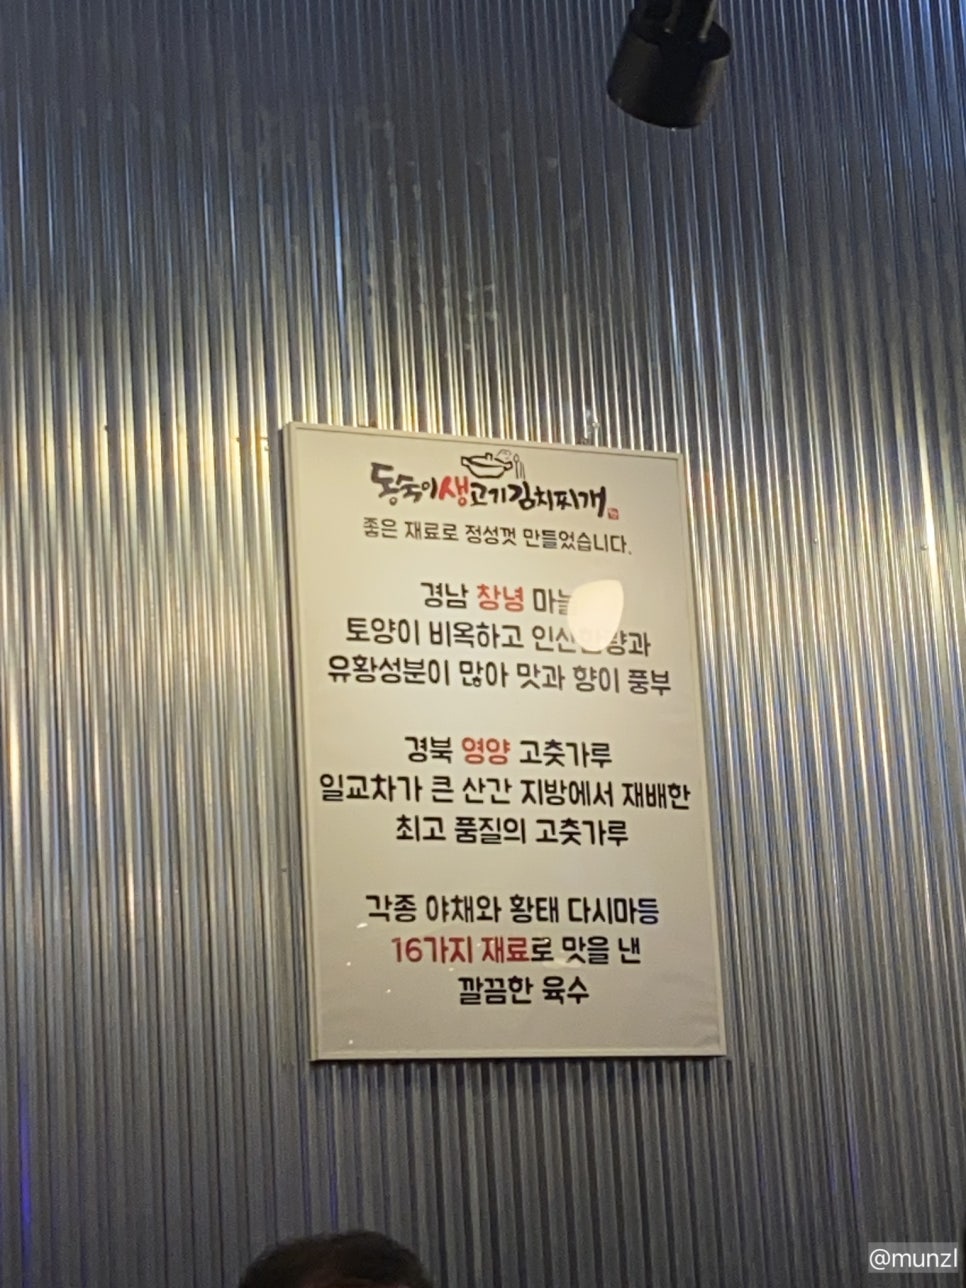 동숙이생고기김치찌개
좋은 재료로 정성껏 만들었습니다.
경남 창녕
토양이 비옥하고
유황성분이 많아 맛과 향이 풍부
경북 영양 고춧가루
일교차가 큰 산간 지방에서 재배한
최고 품질의 고춧가루
각종 야채와 황태 다시마등
16가지 재료로 맛을 낸
깔끔한 육수
@munzl